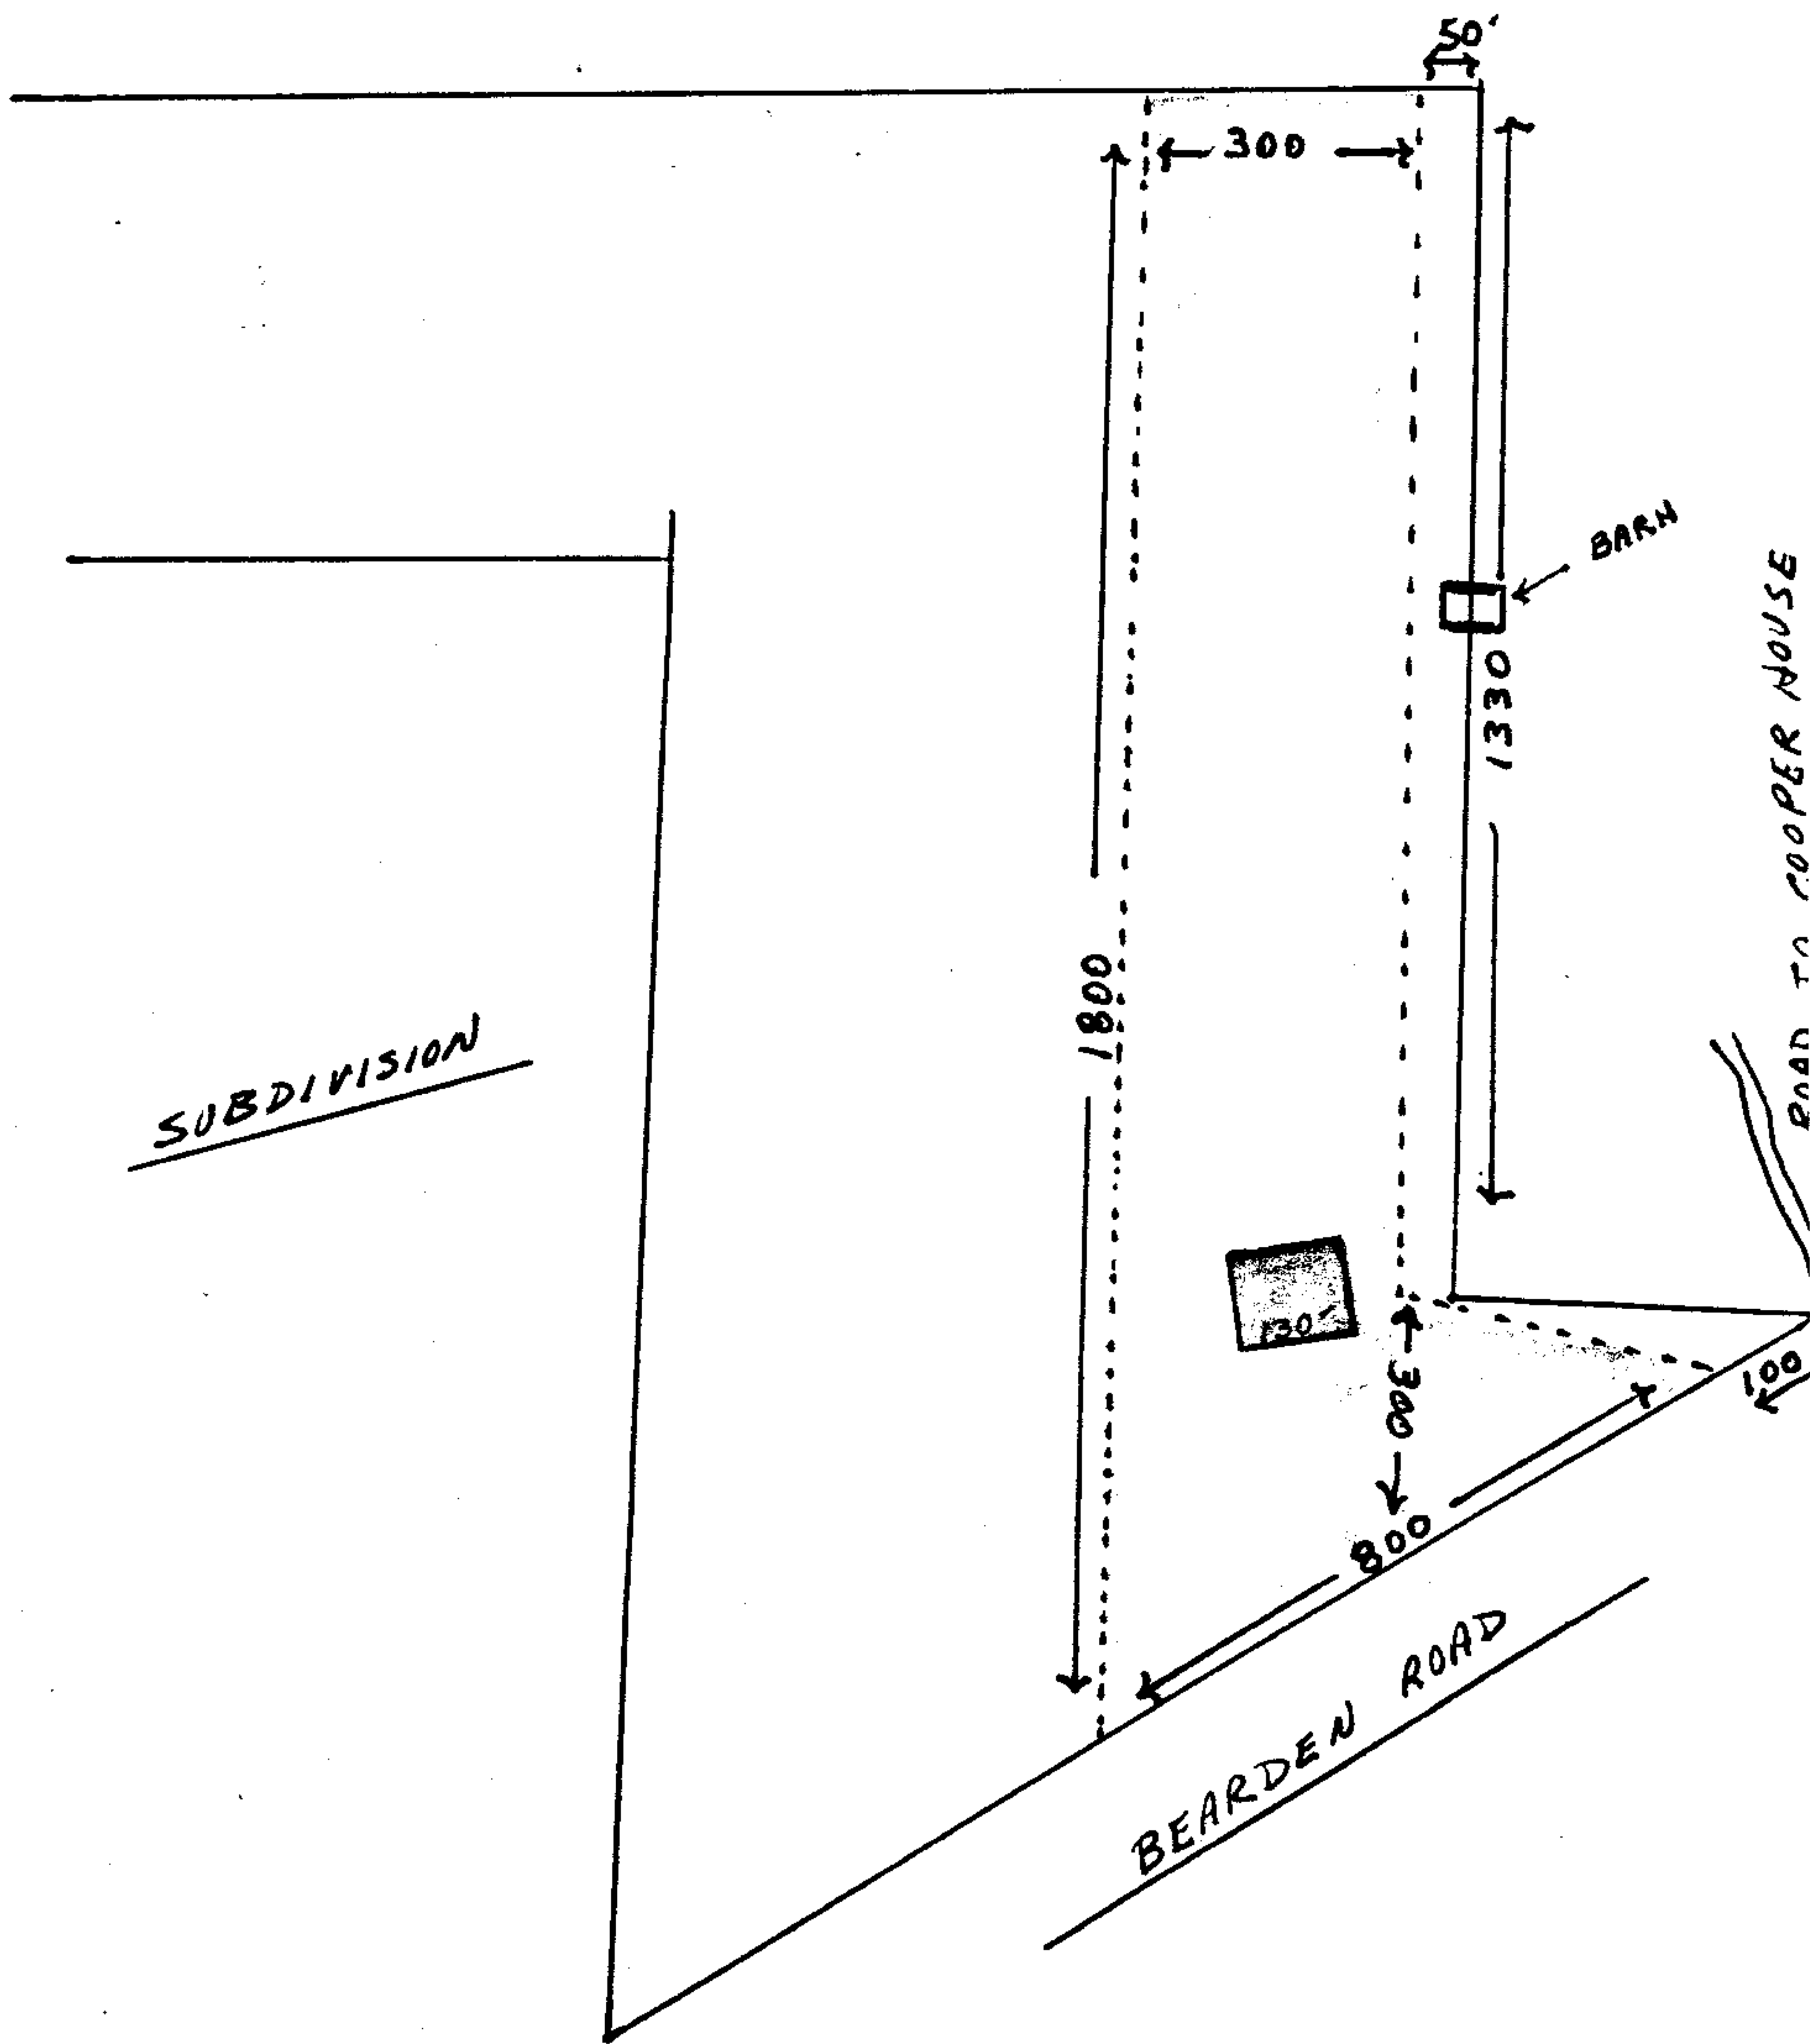 50'
300
BARN
1330
ROAD TO COOPER HOUSE
1800
SUBDIVISION
130'
300
100
800
BEARDEN ROAD